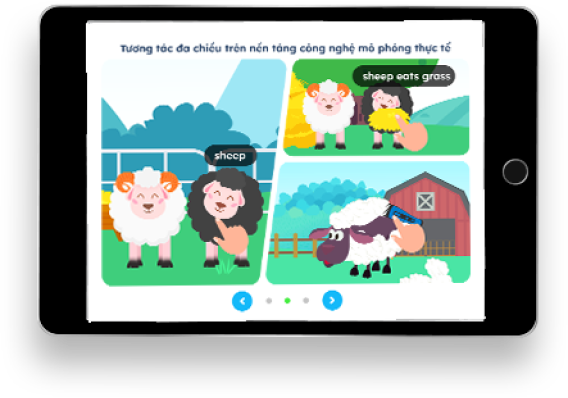 Tương tác đa chiều trên nền tảng công nghệ mô phỏng thực tế
sheep eats grass
sheep